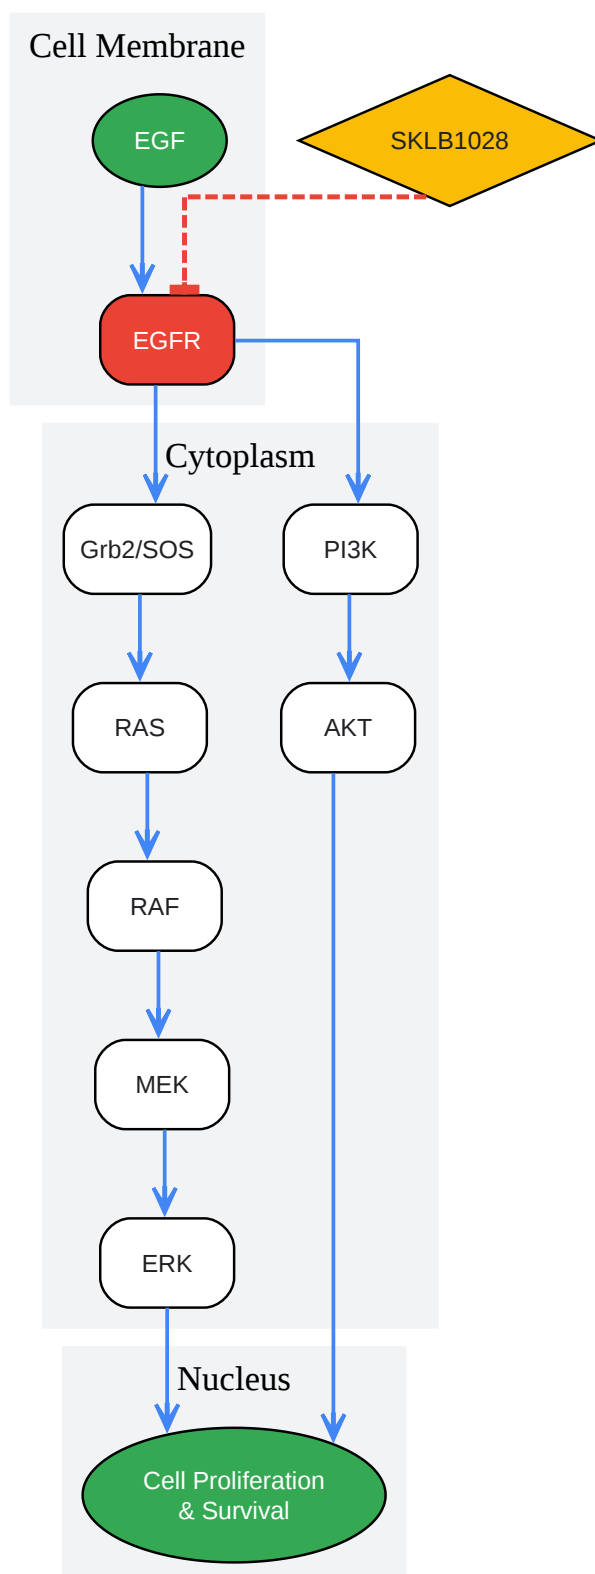 Cell Membrane
EGF
SKLB1028
EGFR
Cytoplasm
Grb2/SOS
PI3K
RAS
AKT
RAF
MEK
ERK
Nucleus
Cell Proliferation
& Survival